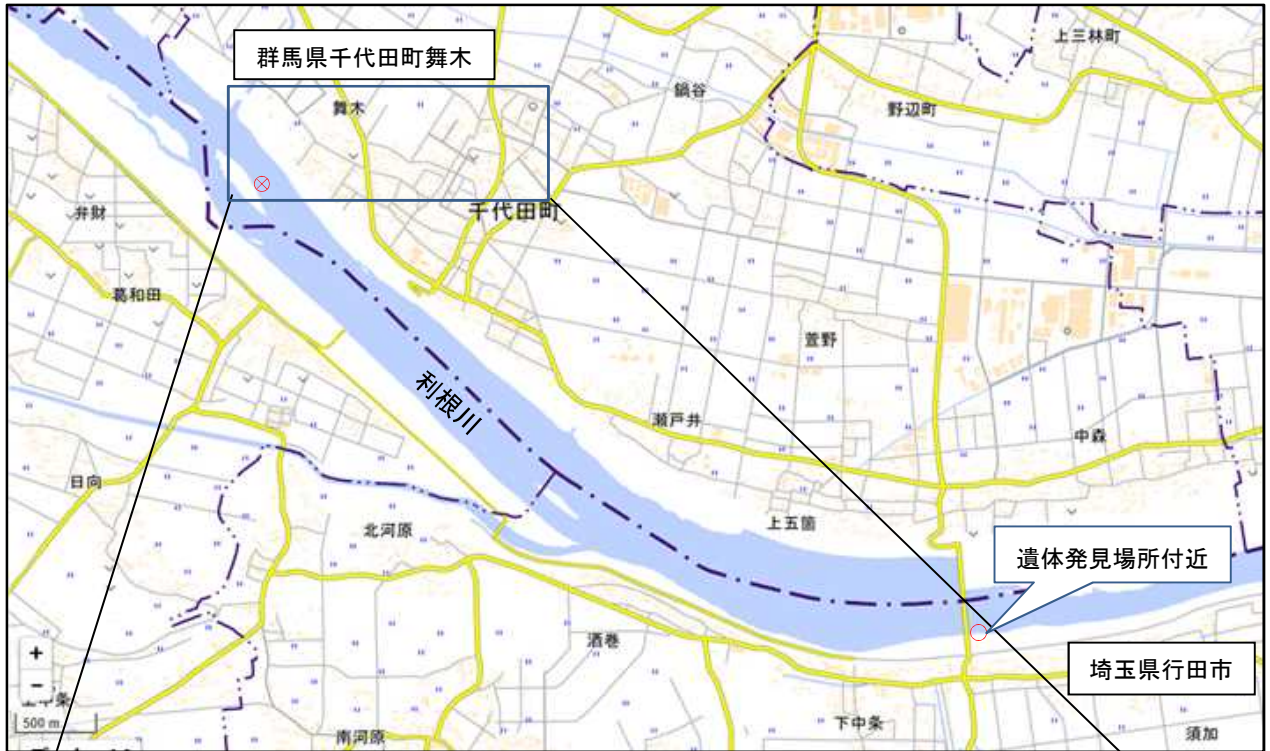 上三林町
群馬県千代田町舞木
鍋谷
舞木
野辺町
千代田町
弁財
葛和田
萱野
利根川
瀬戸井
中森
日向
上五箇
北河原
遺体発見場所付近
酒巻
埼玉県行田市
+
−
500 m
下中条
南河原
須加